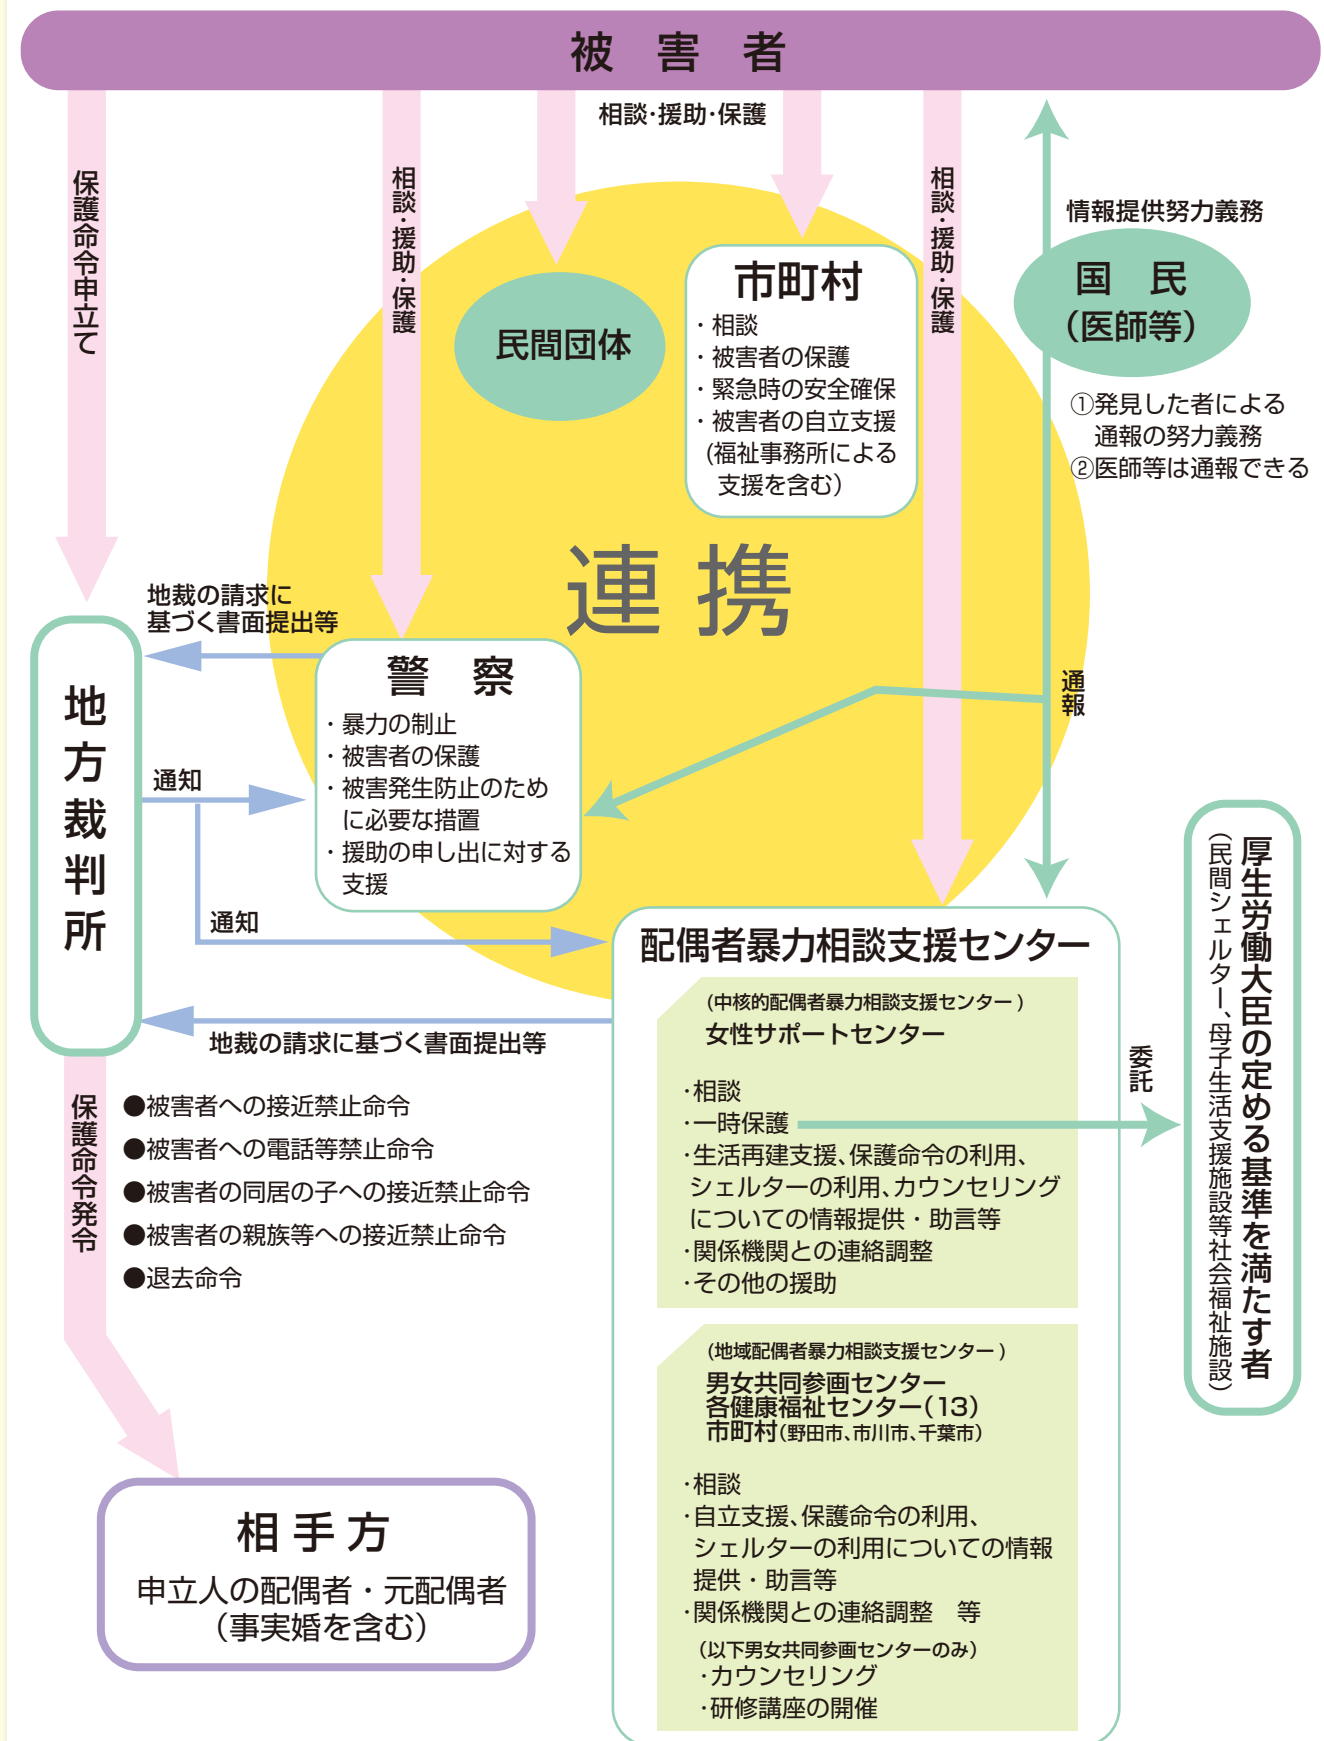 被害者
相談・援助・保護
保護命令申立て
相談・援助・保護
相談・援助・保護
情報提供努力義務
国民
（医師等）
①発見した者による
通報の努力義務
②医師等は通報できる
民間団体
市町村
・相談
・被害者の保護
・緊急時の安全確保
・被害者の自立支援
(福祉事務所による
支援を含む）
連携
地裁の請求に
基づく書面提出等
警察
・暴力の制止
・被害者の保護
・被害発生防止のため
に必要な措置
・援助の申し出に対する
支援
通報
地方裁判所
通知
通知
地裁の請求に基づく書面提出等
配偶者暴力相談支援センター
(中核的配偶者暴力相談支援センター)
女性サポートセンター
・相談
・一時保護
・生活再建支援、保護命令の利用、
シェルターの利用、カウンセリング
についての情報提供・助言等
・関係機関との連絡調整
・その他の援助
委託
厚生労働大臣の定める基準を満たす者
（民間シェルター、母子生活支援施設等社会福祉施設）
(地域配偶者暴力相談支援センター)
男女共同参画センター
各健康福祉センター（13）
市町村（野田市、市川市、千葉市）
・相談
・自立支援、保護命令の利用、
シェルターの利用についての情報
提供・助言等
・関係機関との連絡調整　等
（以下男女共同参画センターのみ）
・カウンセリング
・研修講座の開催
保護命令発令
●被害者への接近禁止命令
●被害者への電話等禁止命令
●被害者の同居の子への接近禁止命令
●被害者の親族等への接近禁止命令
●退去命令
相手方
申立人の配偶者・元配偶者
（事実婚を含む）